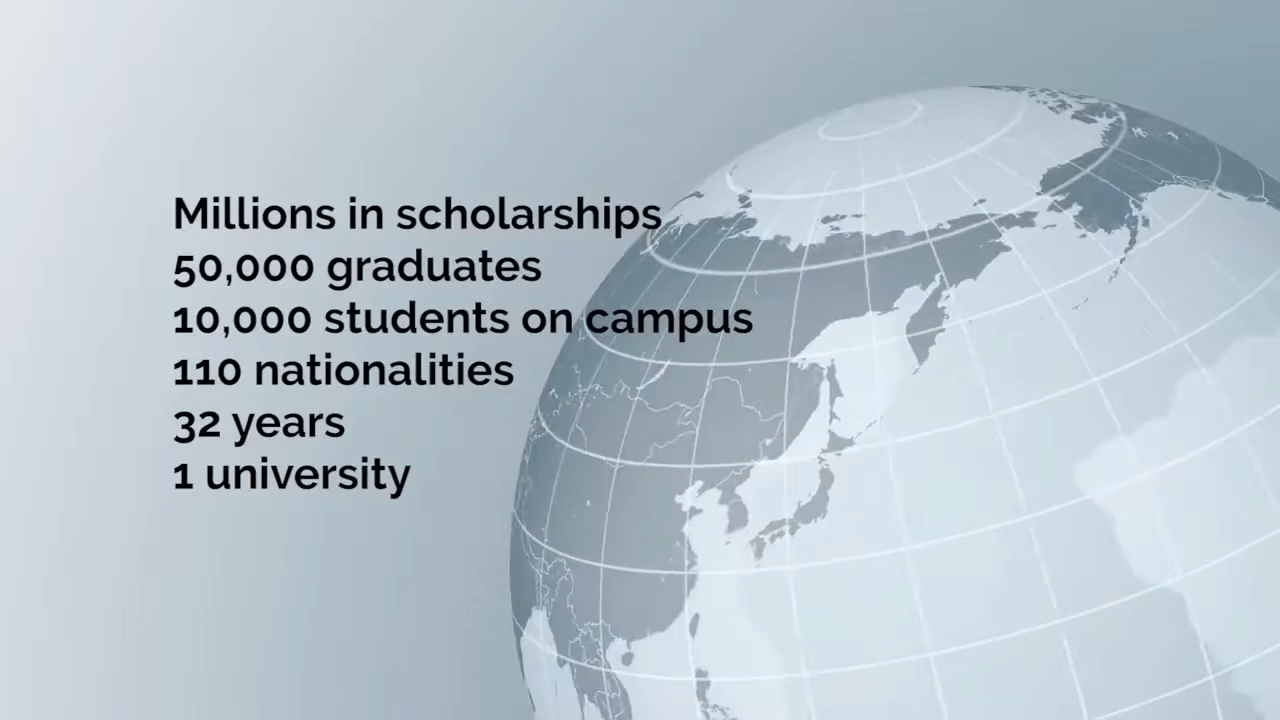 Millions in scholarships
50,000 graduates
10,000 students on campus
110 nationalities
32 years
1 university